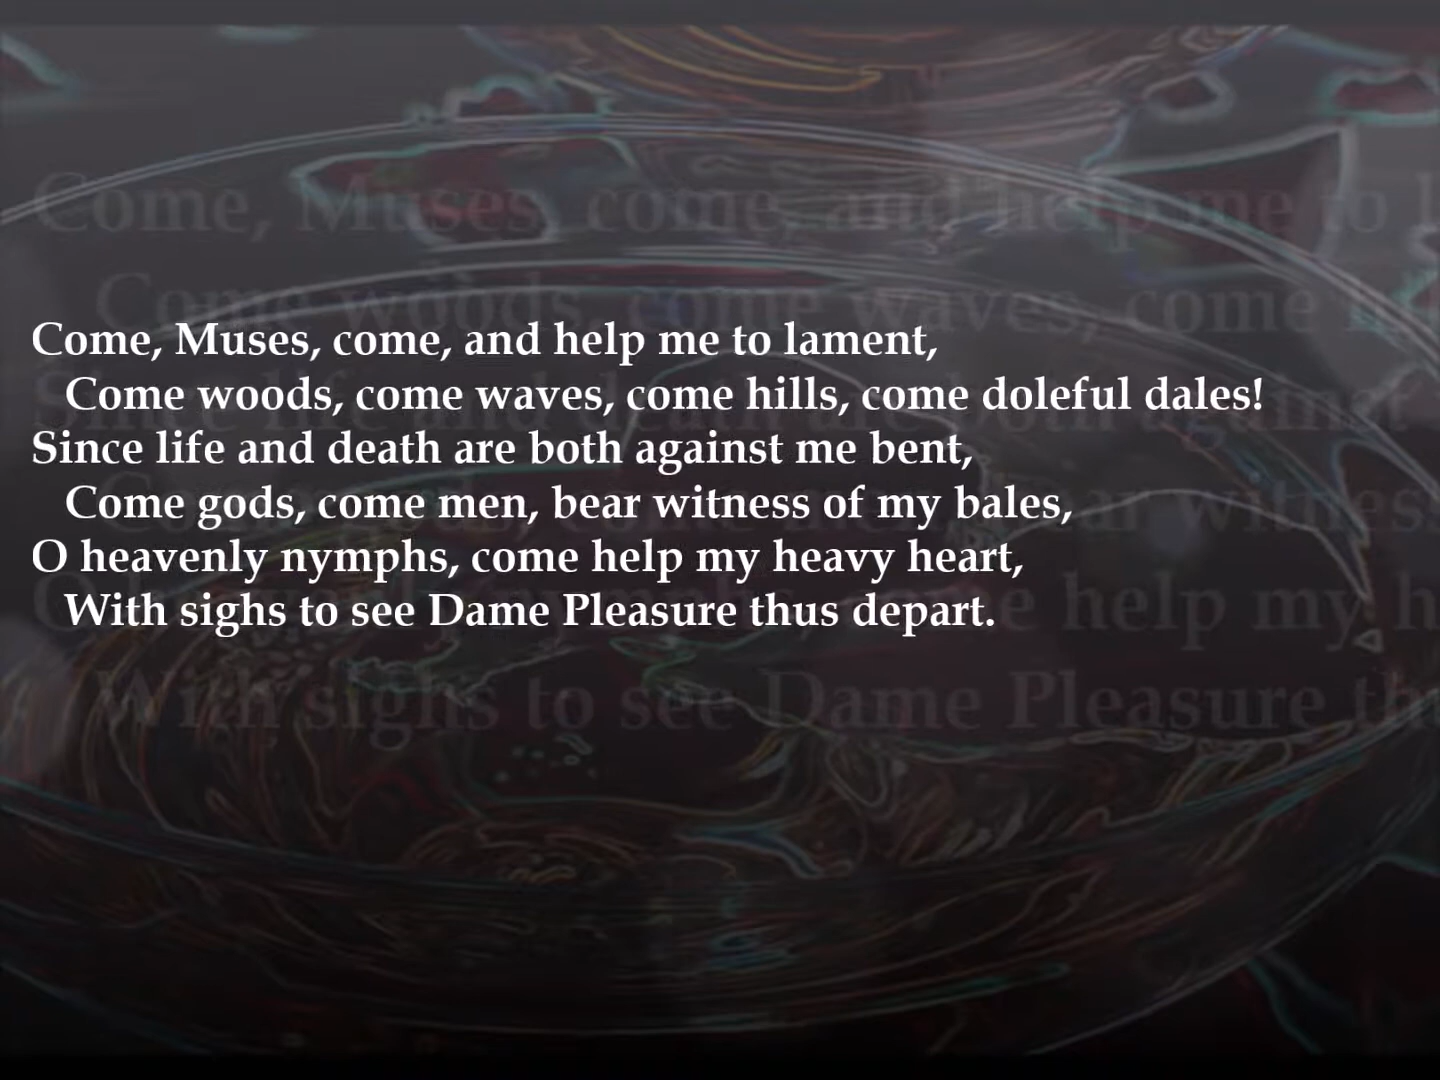 Come, Muses, come, and help me to lament,
Come woods, come waves, come hills, come doleful dales!
Since life and death are both against me bent,
Come gods, come men, bear witness of my bales,
O heavenly nymphs, come help my heavy heart,
With sighs to see Dame Pleasure thus depart.